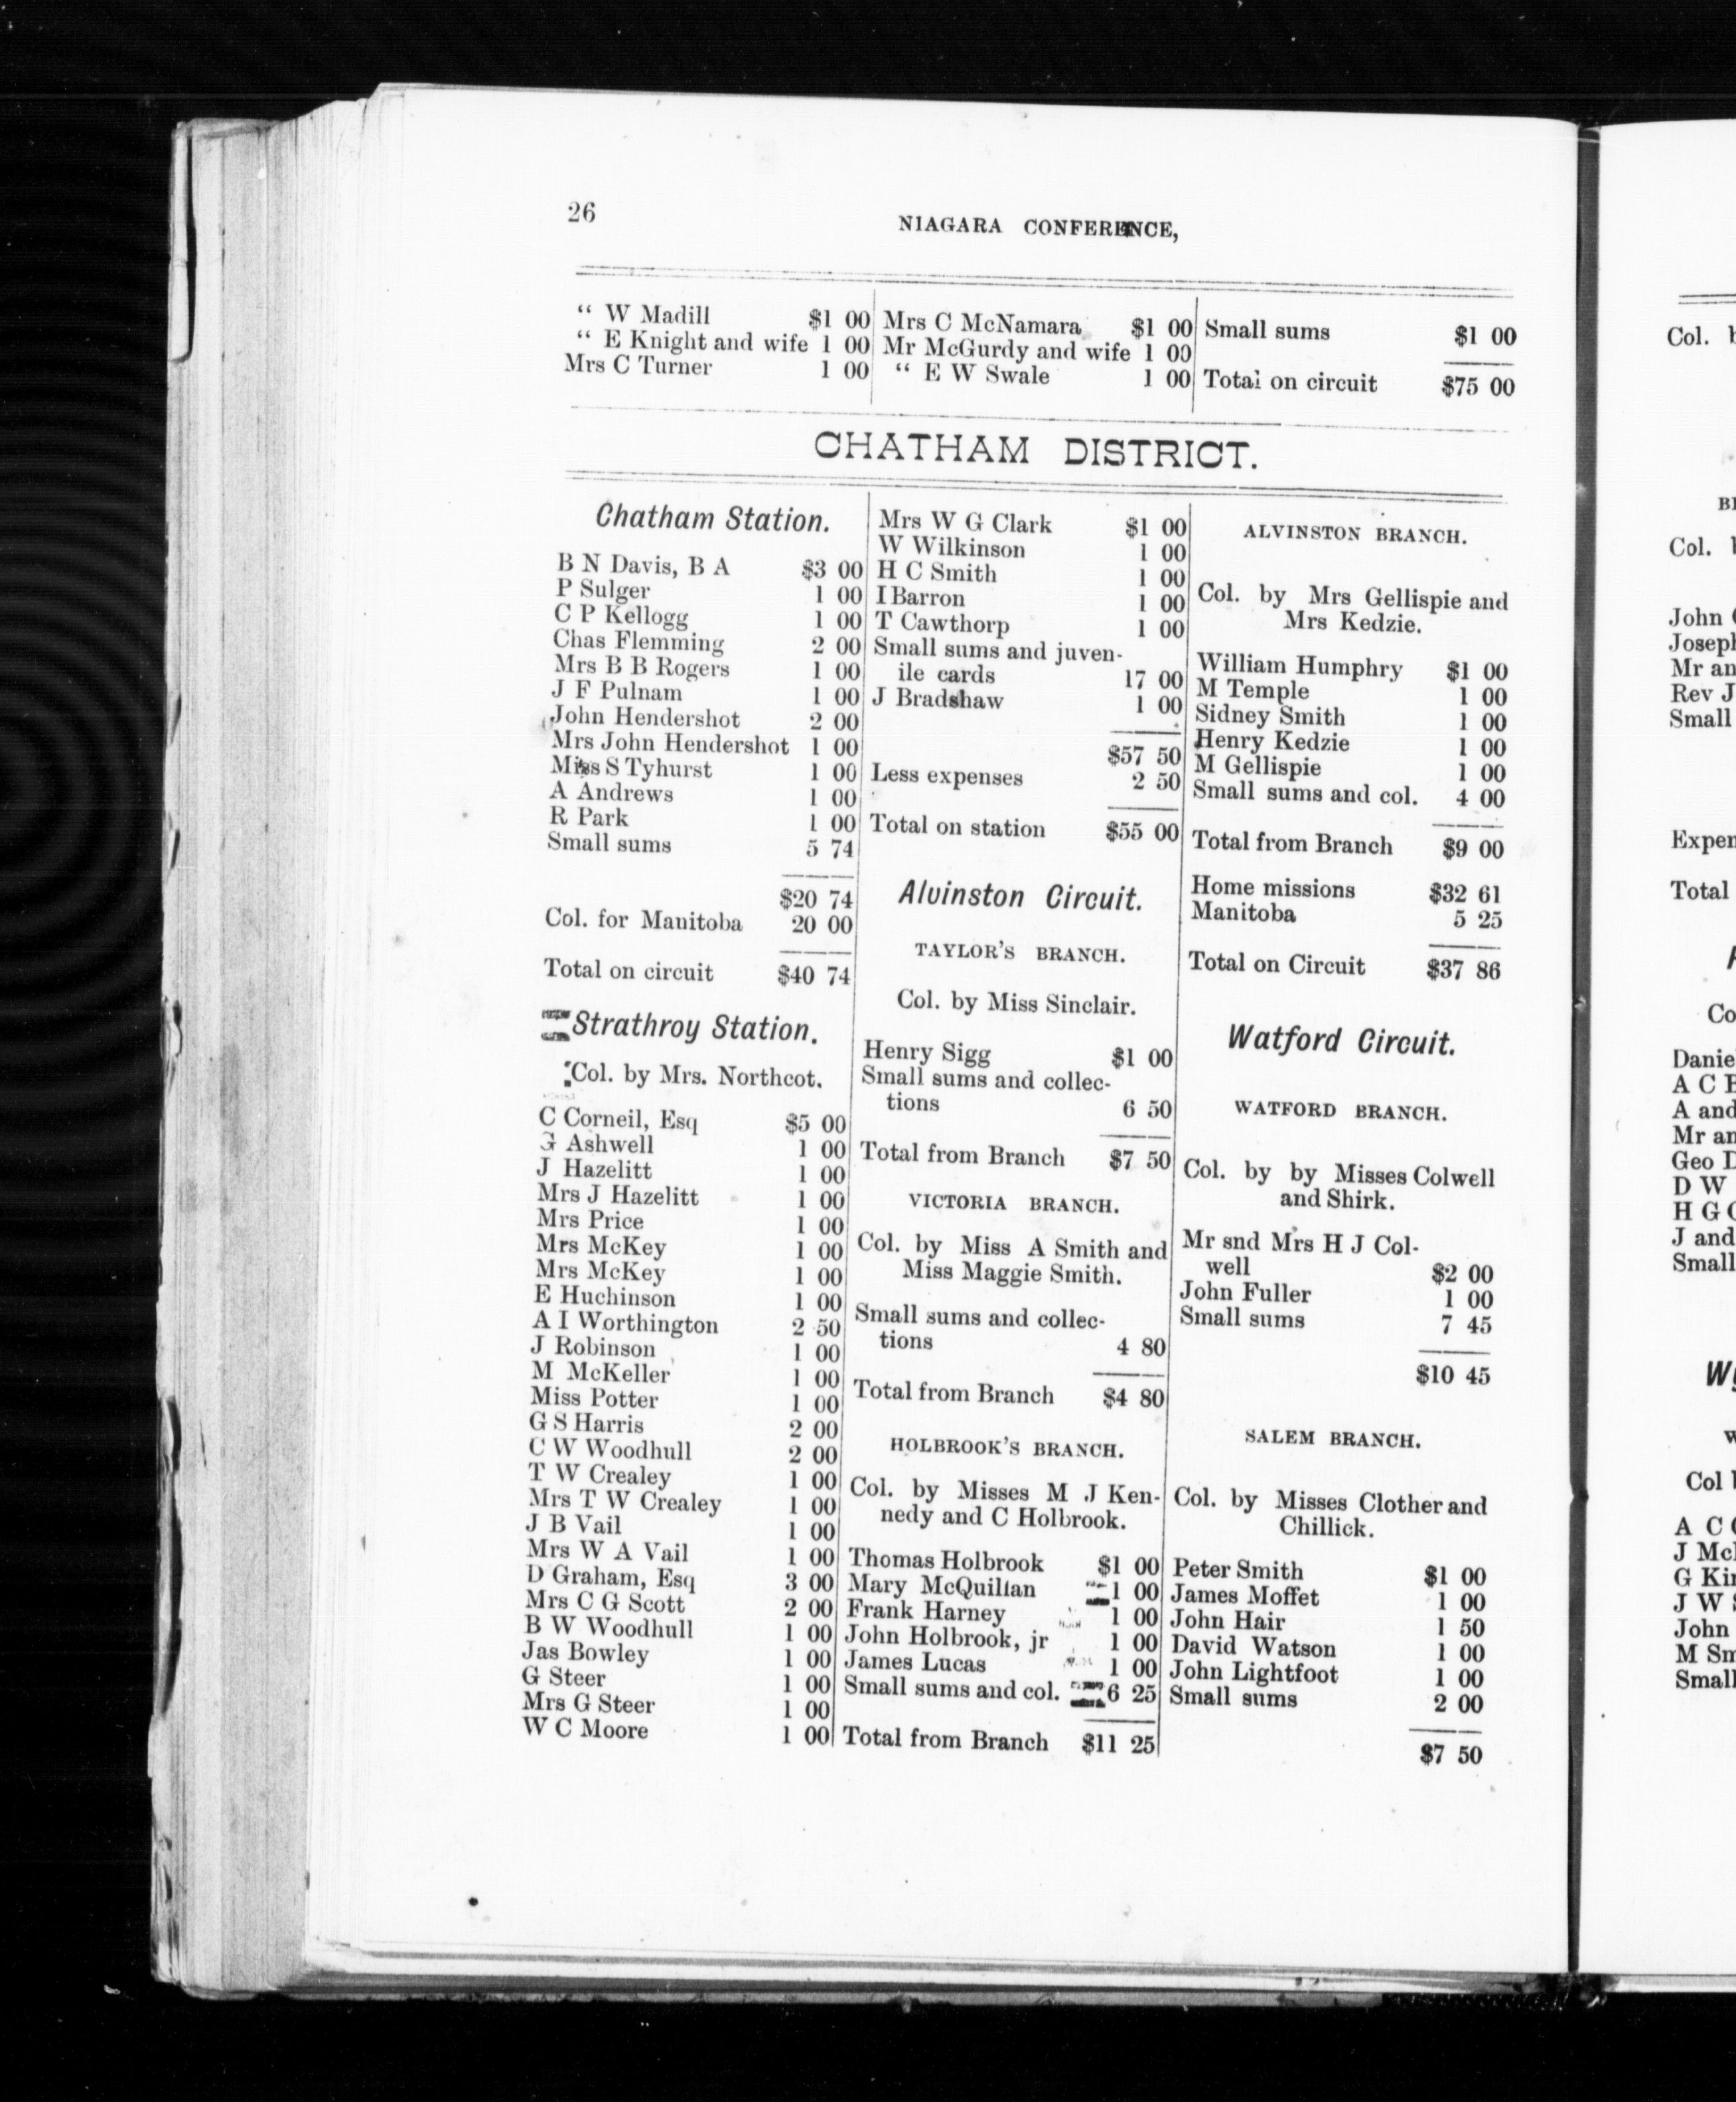 26
NIAGARA CONFERENCE,
“ W Madill $1 00
“ E Knight and wife 1 00
Mrs C Turner 1 00
Mrs C McNamara $1 00
Mr McGurdy and wife 1 00
“ E W Swale 1 00
Small sums $1 00
Total on circuit $75 00
CHATHAM DISTRICT.
Chatham Station.
B N Davis, B A $3 00
P Sulger 1 00
C P Kellogg 1 00
Chas Flemming 2 00
Mrs B B Rogers 1 00
J F Pulnam 1 00
John Hendershot 2 00
Mrs John Hendershot 1 00
Miss S Tyhurst 1 00
A Andrews 1 00
R Park 1 00
Small sums 5 74
$20 74
Col. for Manitoba 20 00
Total on circuit $40 74
Strathroy Station.
Col. by Mrs. Northcot.
C Corneil, Esq $5 00
G Ashwell 1 00
J Hazelitt 1 00
Mrs J Hazelitt 1 00
Mrs Price 1 00
Mrs McKey 1 00
Mrs McKey 1 00
E Huchinson 1 00
A I Worthington 2 50
J Robinson 1 00
M McKeller 1 00
Miss Potter 1 00
G S Harris 2 00
C W Woodhull 2 00
T W Crealey 1 00
Mrs T W Crealey 1 00
J B Vail 1 00
Mrs W A Vail 1 00
D Graham, Esq 3 00
Mrs C G Scott 2 00
B W Woodhull 1 00
Jas Bowley 1 00
G Steer 1 00
Mrs G Steer 1 00
W C Moore 1 00
Mrs W G Clark $1 00
W Wilkinson 1 00
H C Smith 1 00
I Barron 1 00
T Cawthorp 1 00
Small sums and juven-
ile cards 17 00
J Bradshaw 1 00
$57 50
Less expenses 2 50
Total on station $55 00
Alvinston Circuit.
TAYLOR'S BRANCH.
Col. by Miss Sinclair.
Henry Sigg $1 00
Small sums and collec-
tions 6 50
Total from Branch $7 50
VICTORIA BRANCH.
Col. by Miss A Smith and
Miss Maggie Smith.
Small sums and collec-
tions 4 80
Total from Branch $4 80
HOLBROOK'S BRANCH.
Col. by Misses M J Ken-
nedy and C Holbrook.
Thomas Holbrook $1 00
Mary McQuillan 1 00
Frank Harney 1 00
John Holbrook, jr 1 00
James Lucas 1 00
Small sums and col. 6 25
Total from Branch $11 25
ALVINSTON BRANCH.
Col. by Mrs Gellispie and
Mrs Kedzie.
William Humphry $1 00
M Temple 1 00
Sidney Smith 1 00
Henry Kedzie 1 00
M Gellispie 1 00
Small sums and col. 4 00
Total from Branch $9 00
Home missions $32 61
Manitoba 5 25
Total on Circuit $37 86
Watford Circuit.
WATFORD BRANCH.
Col. by by Misses Colwell
and Shirk.
Mr snd Mrs H J Col-
well $2 00
John Fuller 1 00
Small sums 7 45
$10 45
SALEM BRANCH.
Col. by Misses Clother and
Chillick.
Peter Smith $1 00
James Moffet 1 00
John Hair 1 50
David Watson 1 00
John Lightfoot 1 00
Small sums 2 00
$7 50
Col.
Col.
John
Mr
Rev J
Small
Total
A and
Mr
Geo
D W
J and
Small
Col
A C
J
G
J W
John
M
Small